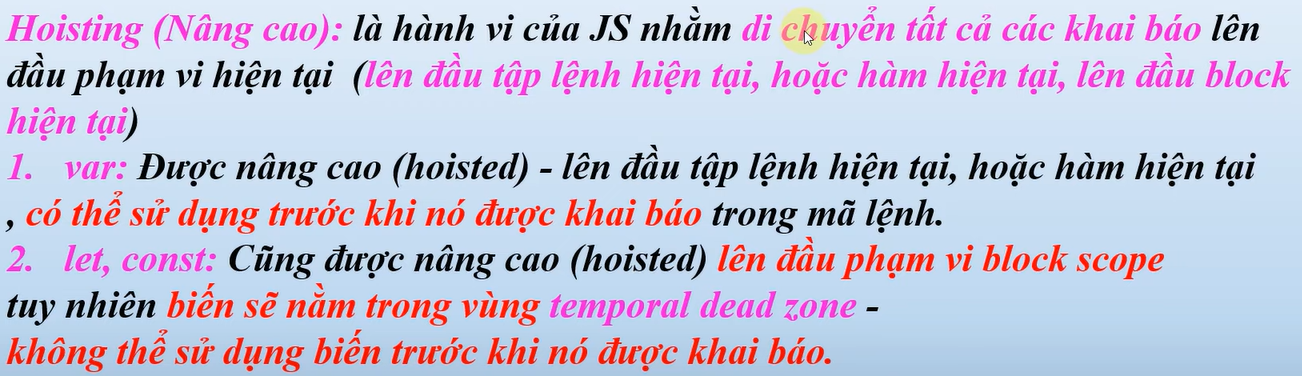 Hoisting (Nâng cao): là hành vi của JS nhằm di chuyển tất cả các khai báo lên
đầu phạm vi hiện tại (lên đầu tập lệnh hiện tại, hoặc hàm hiện tại, lên đầu block
hiện tại)
1. var: Được nâng cao (hoisted) - lên đầu tập lệnh hiện tại, hoặc hàm hiện tại
, có thể sử dụng trước khi nó được khai báo trong mã lệnh.
2. let, const: Cũng được nâng cao (hoisted) lên đầu phạm vi block scope
tuy nhiên biến sẽ nằm trong vùng temporal dead zone -
không thể sử dụng biến trước khi nó được khai báo.